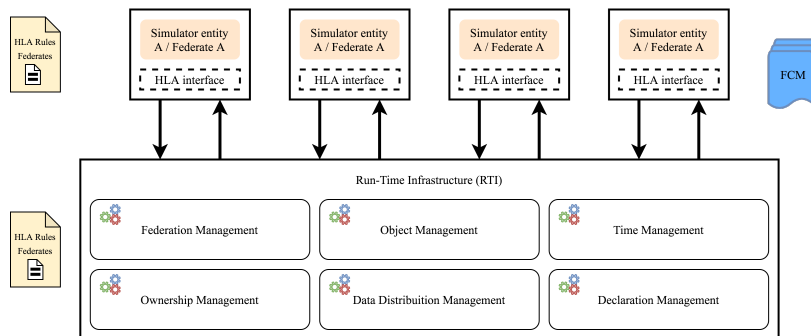 HLA Rules
Federates
Simulator entity
A / Federate A
HLA interface
Simulator entity
A / Federate A
HLA interface
Simulator entity
A / Federate A
HLA interface
Simulator entity
A / Federate A
HLA interface
FCM
Run-Time Infrastructure (RTI)
HLA Rules
Federates
Federation Management
Object Management
Time Management
Ownership Management
Data Distribuition Management
Declaration Management